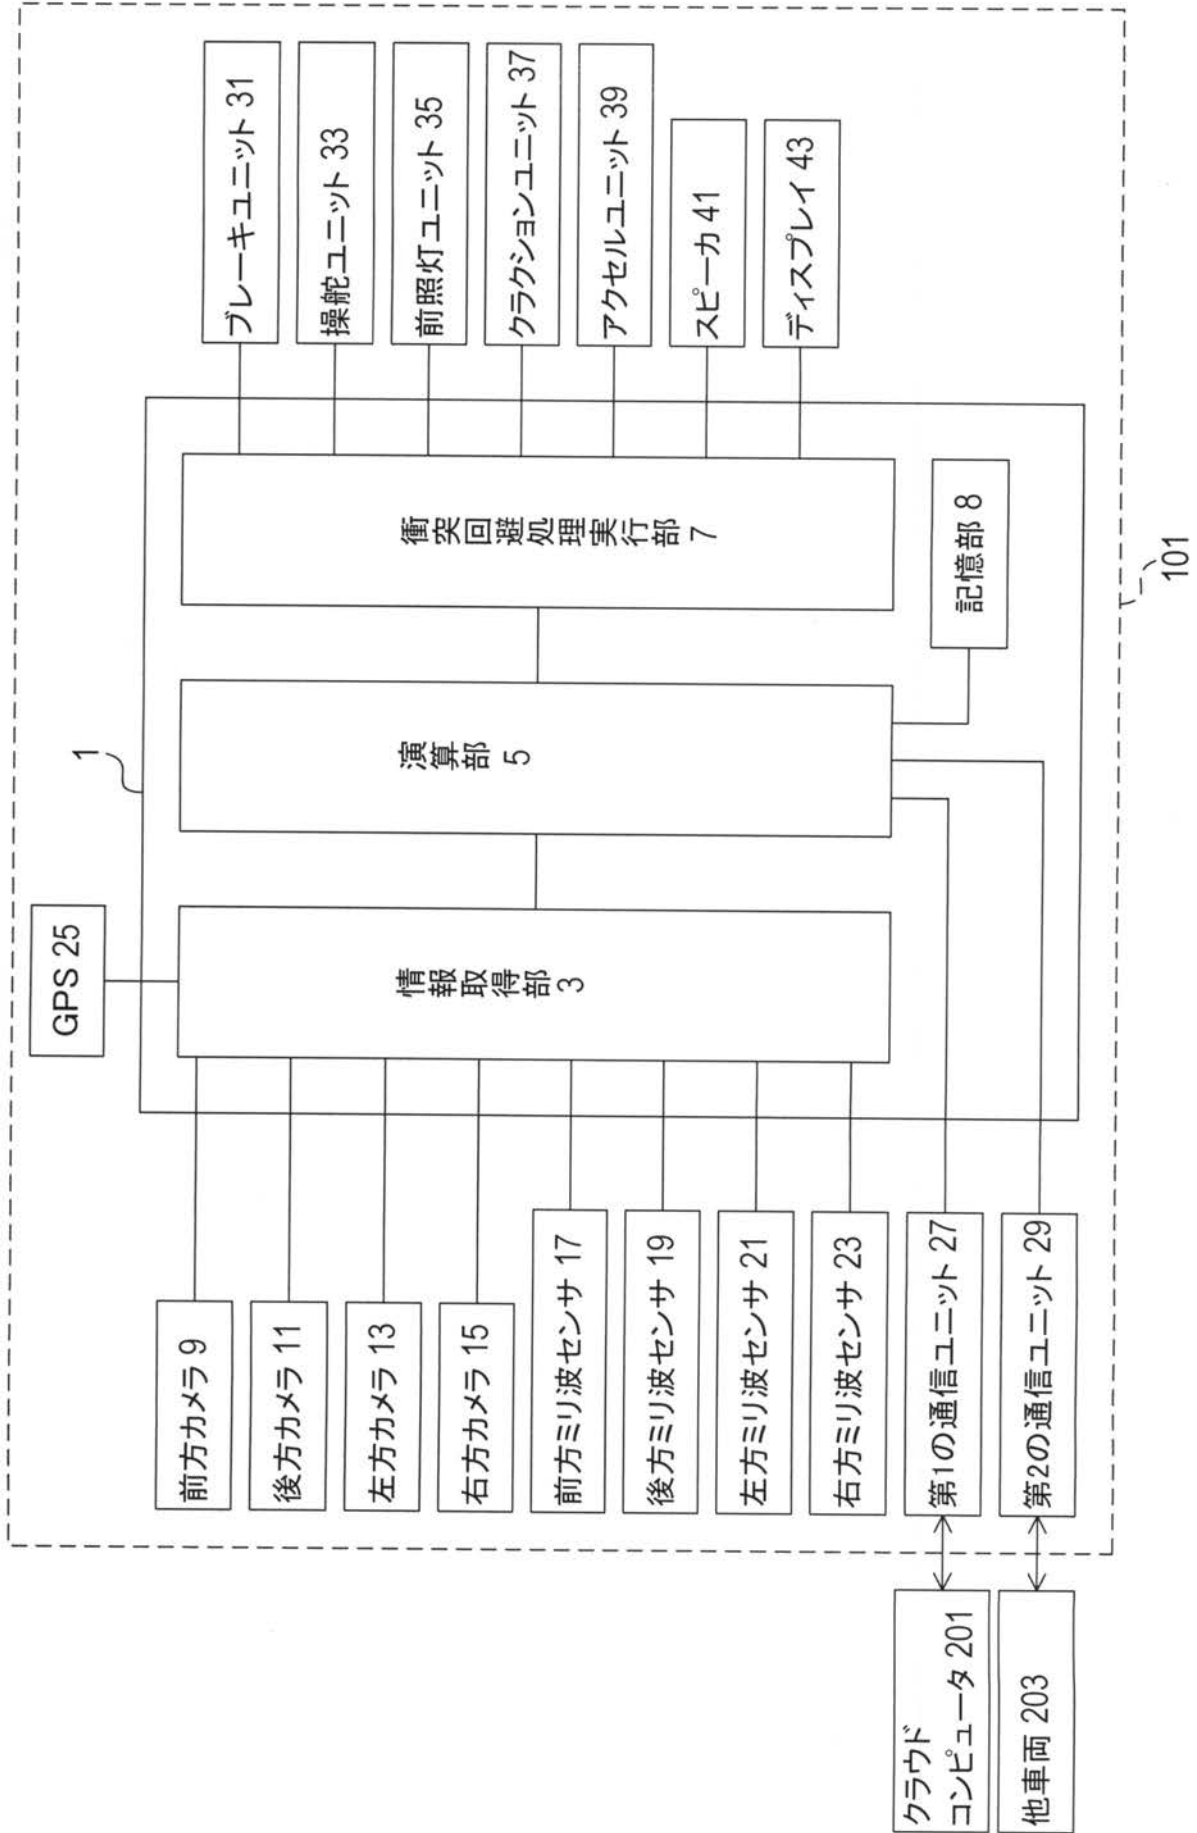 GPS 25
1
前方カメラ 9
後方カメラ 11
左方カメラ 13
右方カメラ 15
前方ミリ波センサ 17
後方ミリ波センサ 19
左方ミリ波センサ 21
右方ミリ波センサ 23
第1の通信ユニット 27
第2の通信ユニット 29
クラウド
コンピュータ 201
他車両 203
情報取得部
3
演算部
5
衝突回避処理実行部
7
記憶部 8
ブレーキユニット 31
操舵ユニット 33
前照灯ユニット 35
クラクションユニット 37
アクセルユニット 39
スピーカ 41
ディスプレイ 43
101